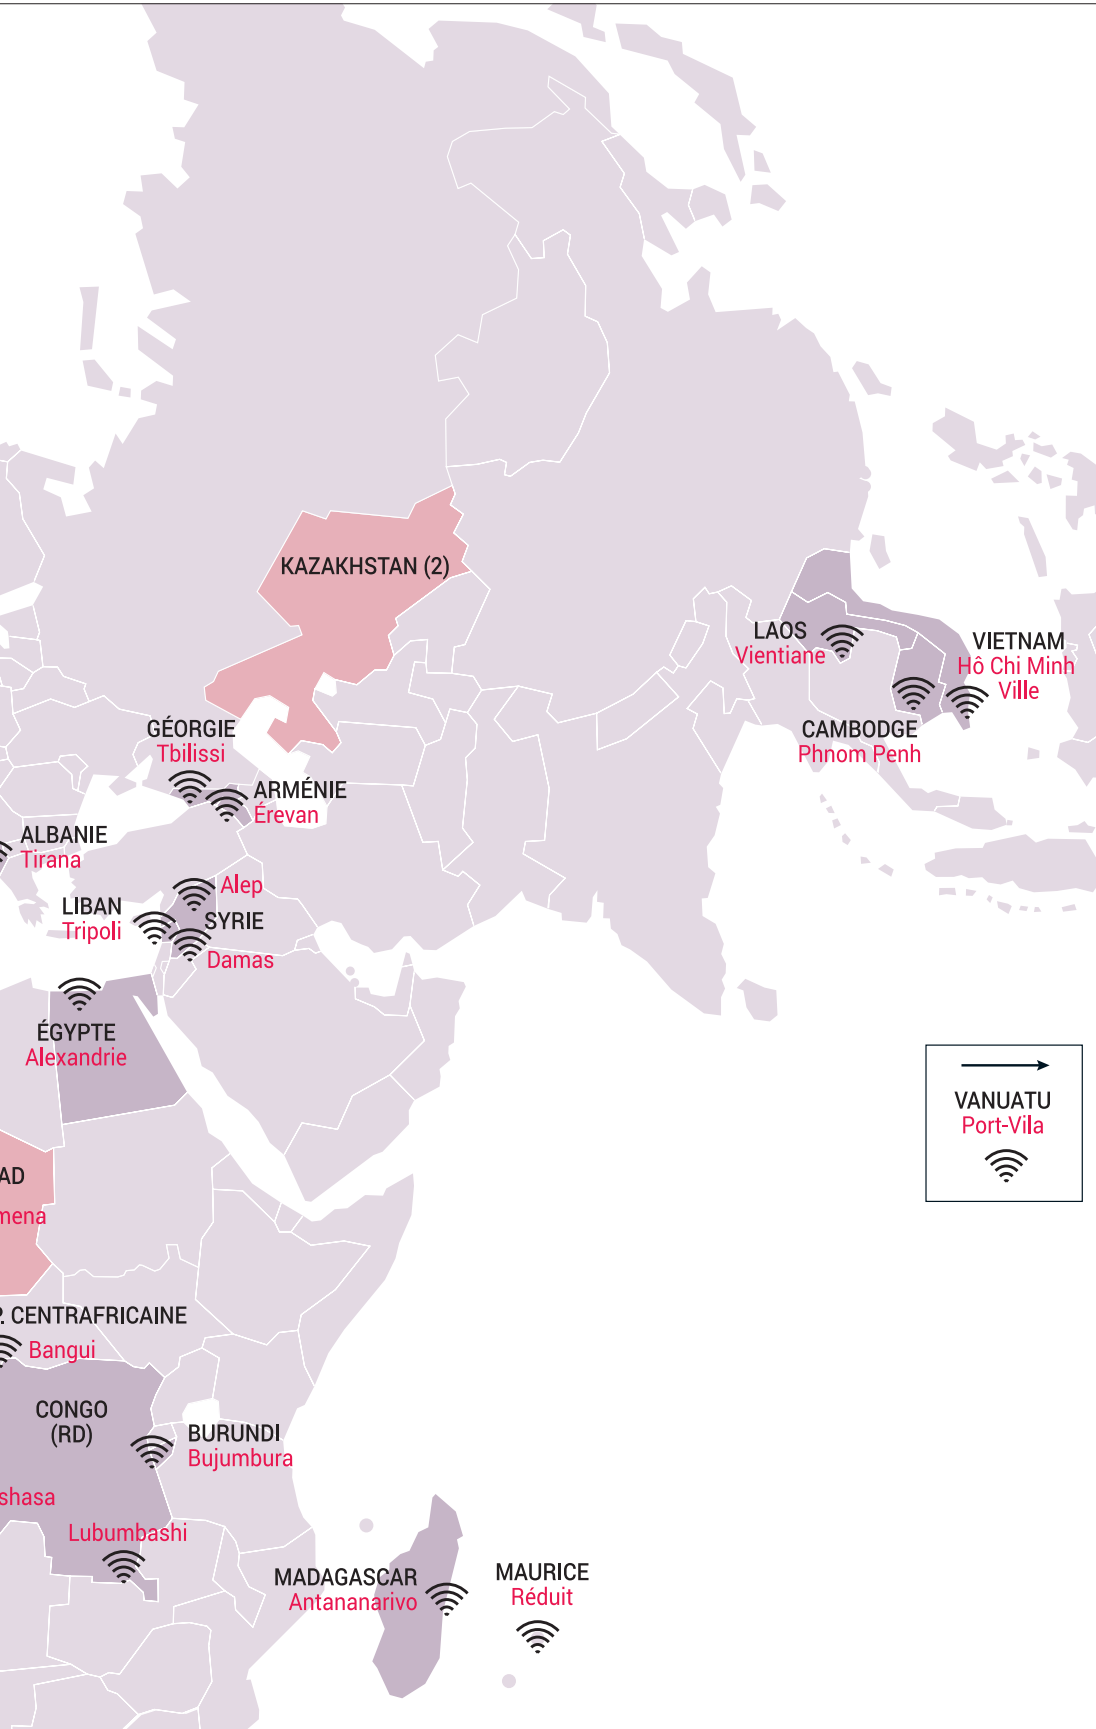 KAZAKHSTAN (2)
LAOS
Vientiane
VIETNAM
Hô Chi Minh
Ville
CAMBODGE
Phnom Penh
GÉORGIE
Tbilissi
ARMÉNIE
Érevan
ALBANIE
Tirana
Alep
LIBAN
Tripoli
SYRIE
Damas
ÉGYPTE
Alexandrie
VANUATU
Port-Vila
AD
mena
P. CENTRAFRICAINE
Bangui
CONGO
(RD)
BURUNDI
Bujumbura
shasa
Lubumbashi
MADAGASCAR
Antananarivo
MAURICE
Réduit